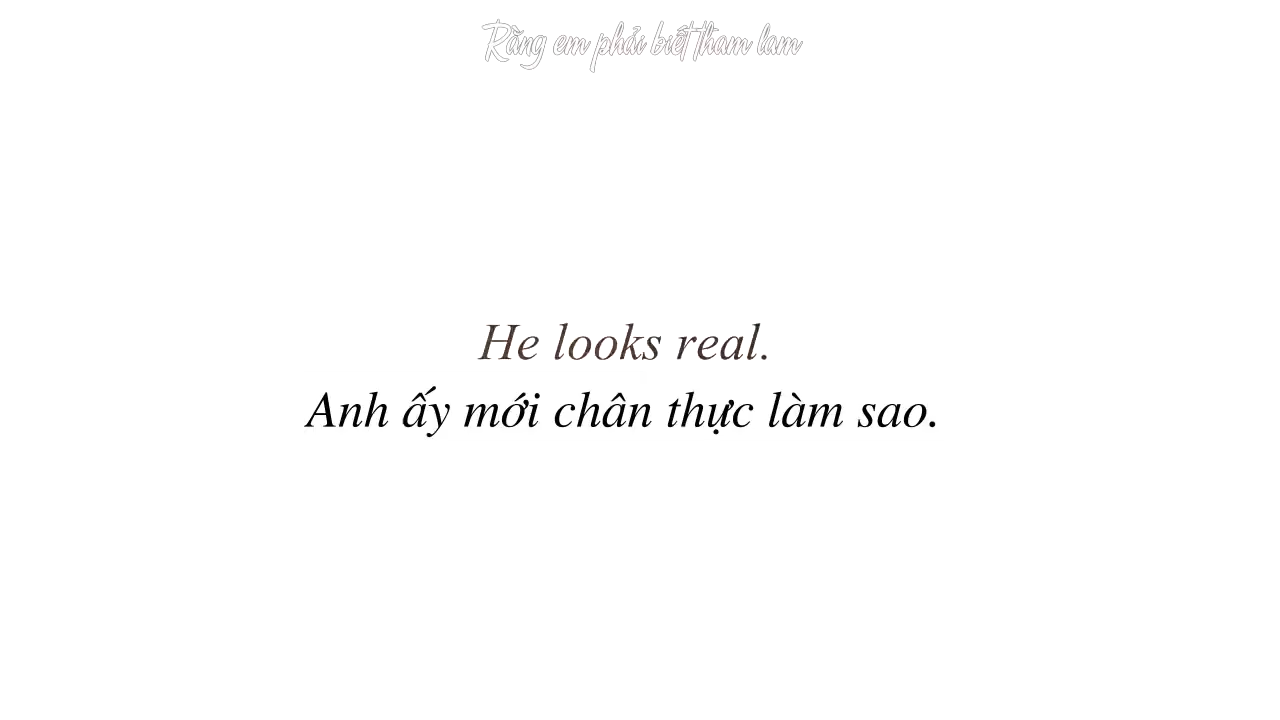 Rằng em phải biết tham lam
He looks real.
Anh ấy mới chân thực làm sao.